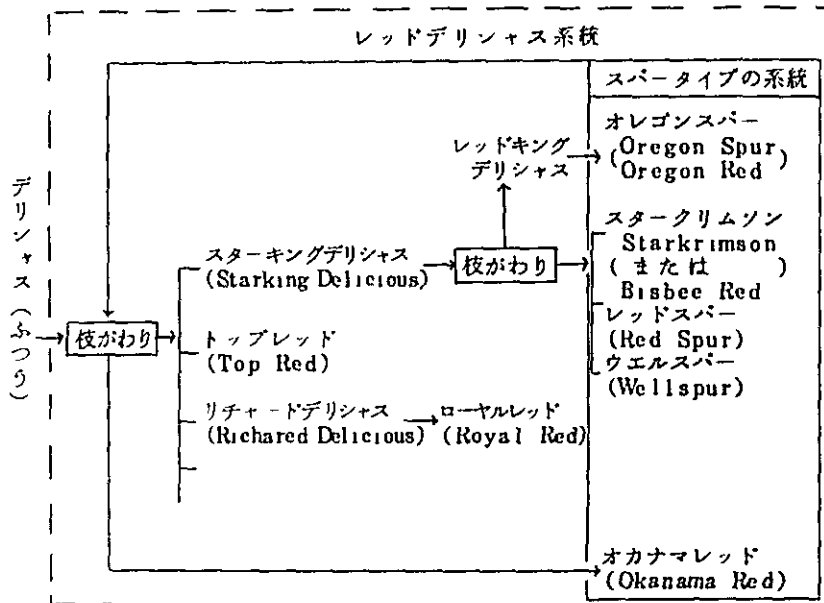 レッドデリシャス系統
スパータイプの系統
オレゴンスパー
(Oregon Spur
Oregon Red)
レッドキング
デリシャス
デリシャス(ふつう)
枝がわり
スターキングデリシャス
(Starking Delicious)
枝がわり
スタークリムソン
Starkrimson
(または)
Bisbee Red
レッドスパー
(Red Spur)
ウエルスパー
(Wellspur)
トップレッド
(Top Red)
リチャードデリシャス
(Richared Delicious)
ローヤルレッド
(Royal Red)
オカナマレッド
(Okanama Red)